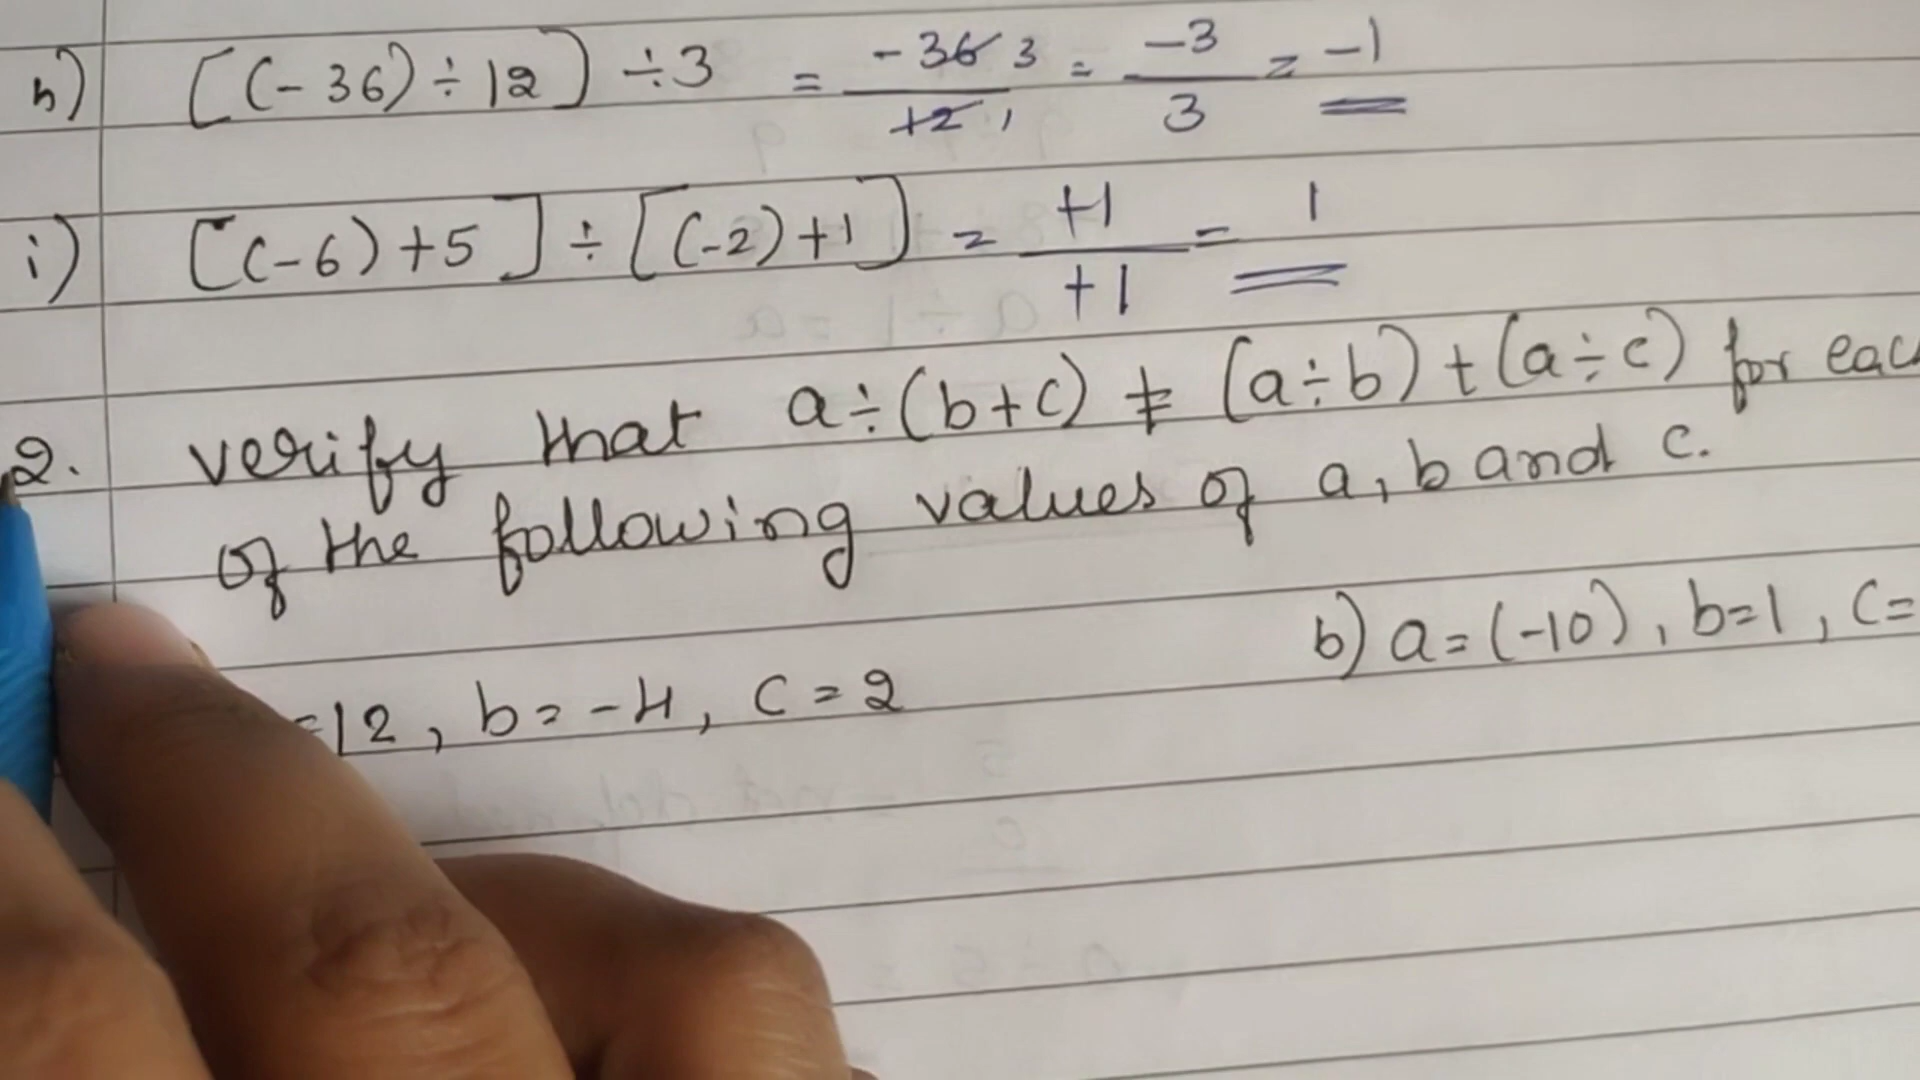 h) [(-36) ÷ 12] ÷ 3 = -36 3 / 12 1 = -3 / 3 = -1
i) [(-6) + 5] ÷ [(-2) + 1] = +1 / +1 = 1
2. verify that a ÷ (b + c) ≠ (a ÷ b) + (a ÷ c) for eac
of the following values of a, b and c.
=12, b = -4, c = 2
b) a = (-10), b = 1, c =